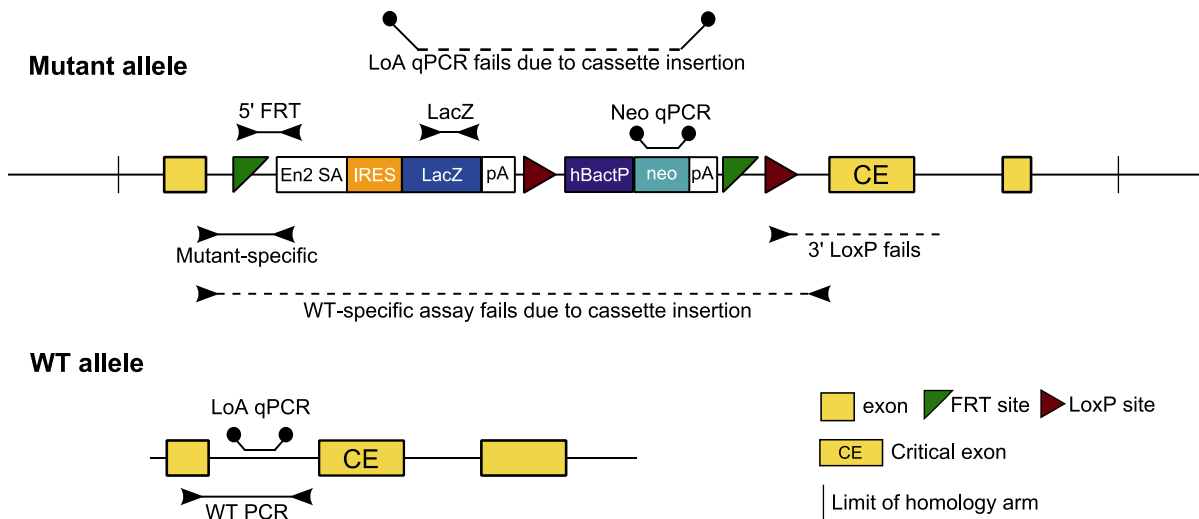 LoA qPCR fails due to cassette insertion
Mutant allele
5' FRT
LacZ
Neo qPCR
En2 SA
IRES
LacZ
pA
hBactP
neo
pA
CE
Mutant-specific
3' LoxP fails
WT-specific assay fails due to cassette insertion
WT allele
LoA qPCR
CE
WT PCR
exon
FRT site
LoxP site
CE
Critical exon
Limit of homology arm